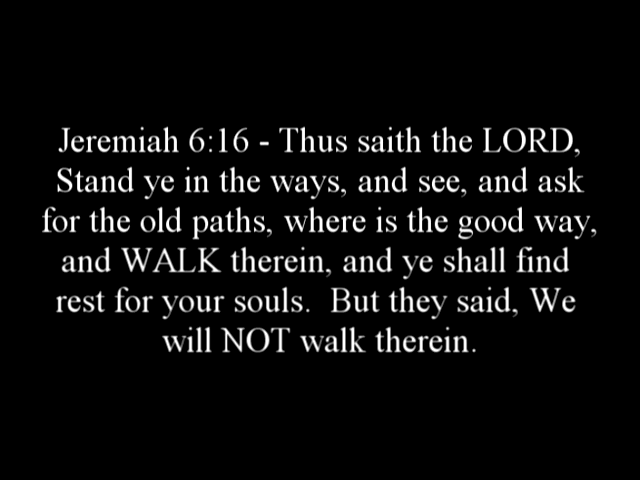 Jeremiah 6:16 - Thus saith the LORD,
Stand ye in the ways, and see, and ask
for the old paths, where is the good way,
and WALK therein, and ye shall find
rest for your souls.  But they said, We
will NOT walk therein.